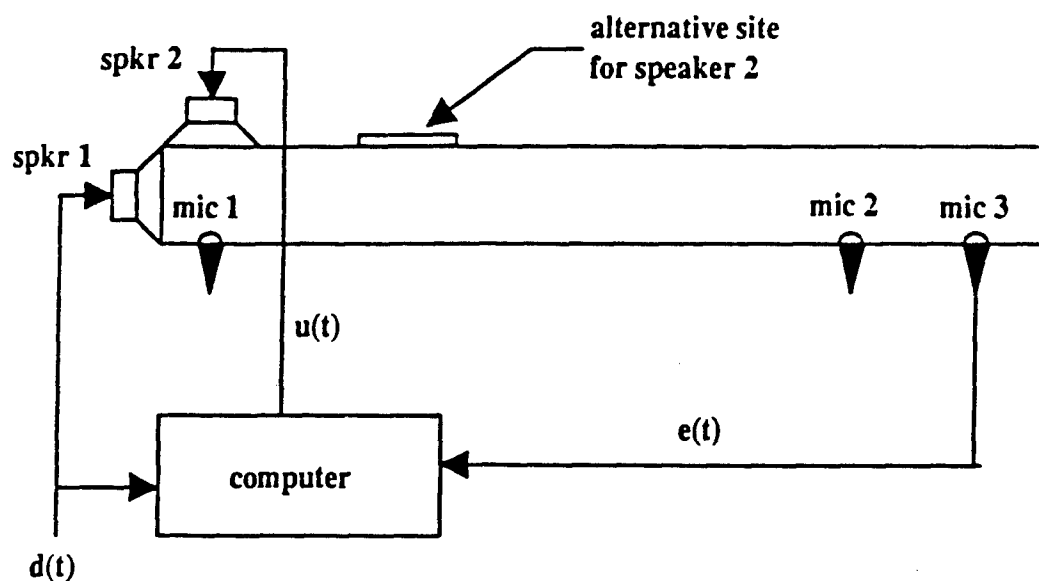 alternative site
for speaker 2
spkr 2
spkr 1
mic 1
mic 2
mic 3
u(t)
e(t)
computer
d(t)